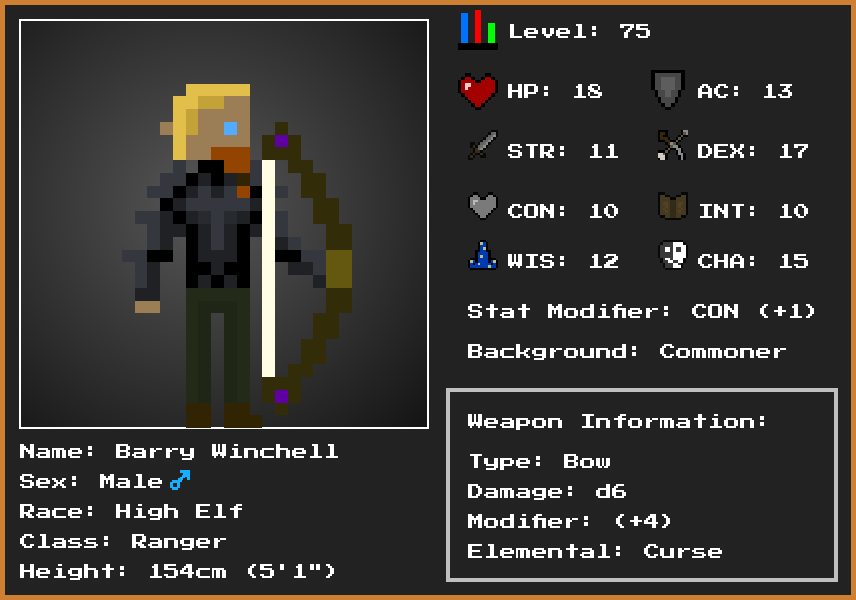 Level: 75
HP: 18
AC: 13
STR: 11
DEX: 17
CON: 10
INT: 10
WIS: 12
CHA: 15
Stat Modifier: CON (+1)
Background: Commoner
Weapon Information:
Type: Bow
Damage: d6
Modifier: (+4)
Elemental: Curse
Name: Barry Winchell
Sex: Male♂
Race: High Elf
Class: Ranger
Height: 154cm (5'1")